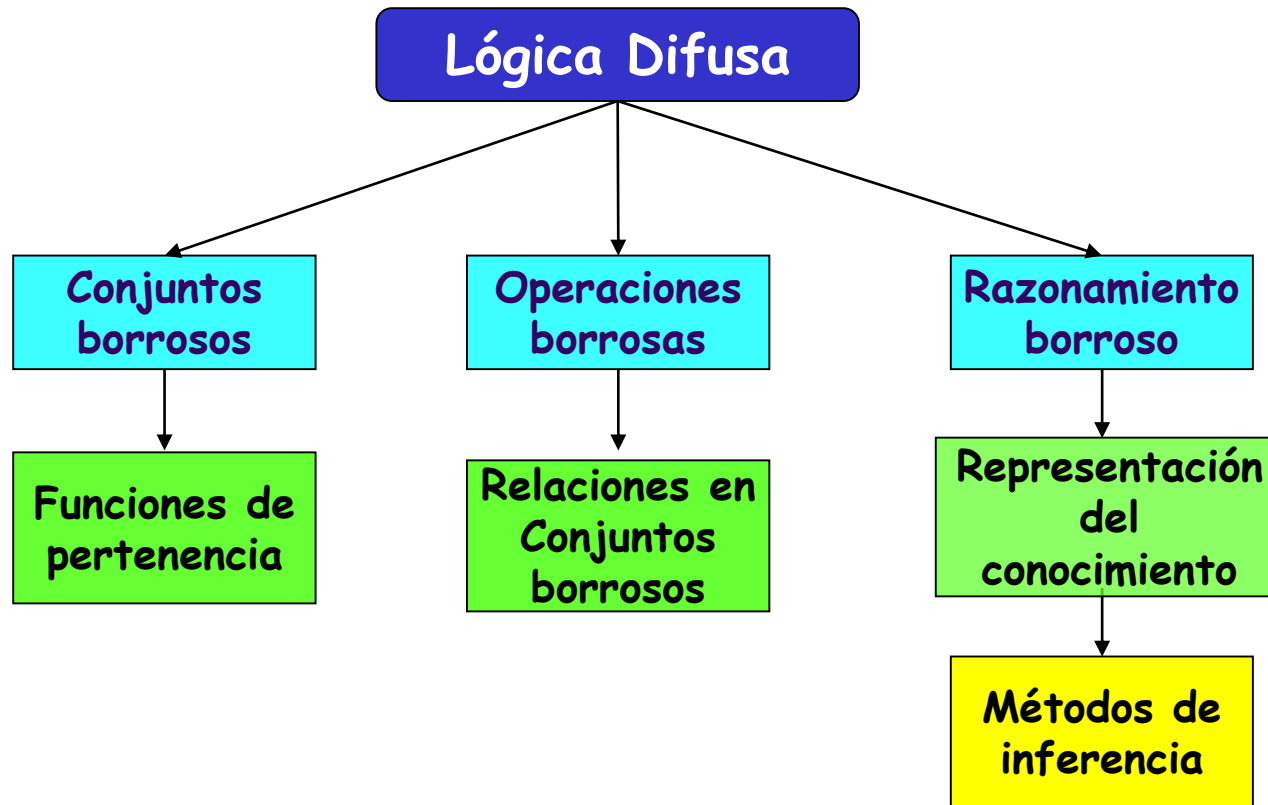 Lógica Difusa
Conjuntos
borrosos
Operaciones
borrosas
Razonamiento
borroso
Funciones de
pertenencia
Relaciones en
Conjuntos
borrosos
Representación
del
conocimiento
Métodos de
inferencia